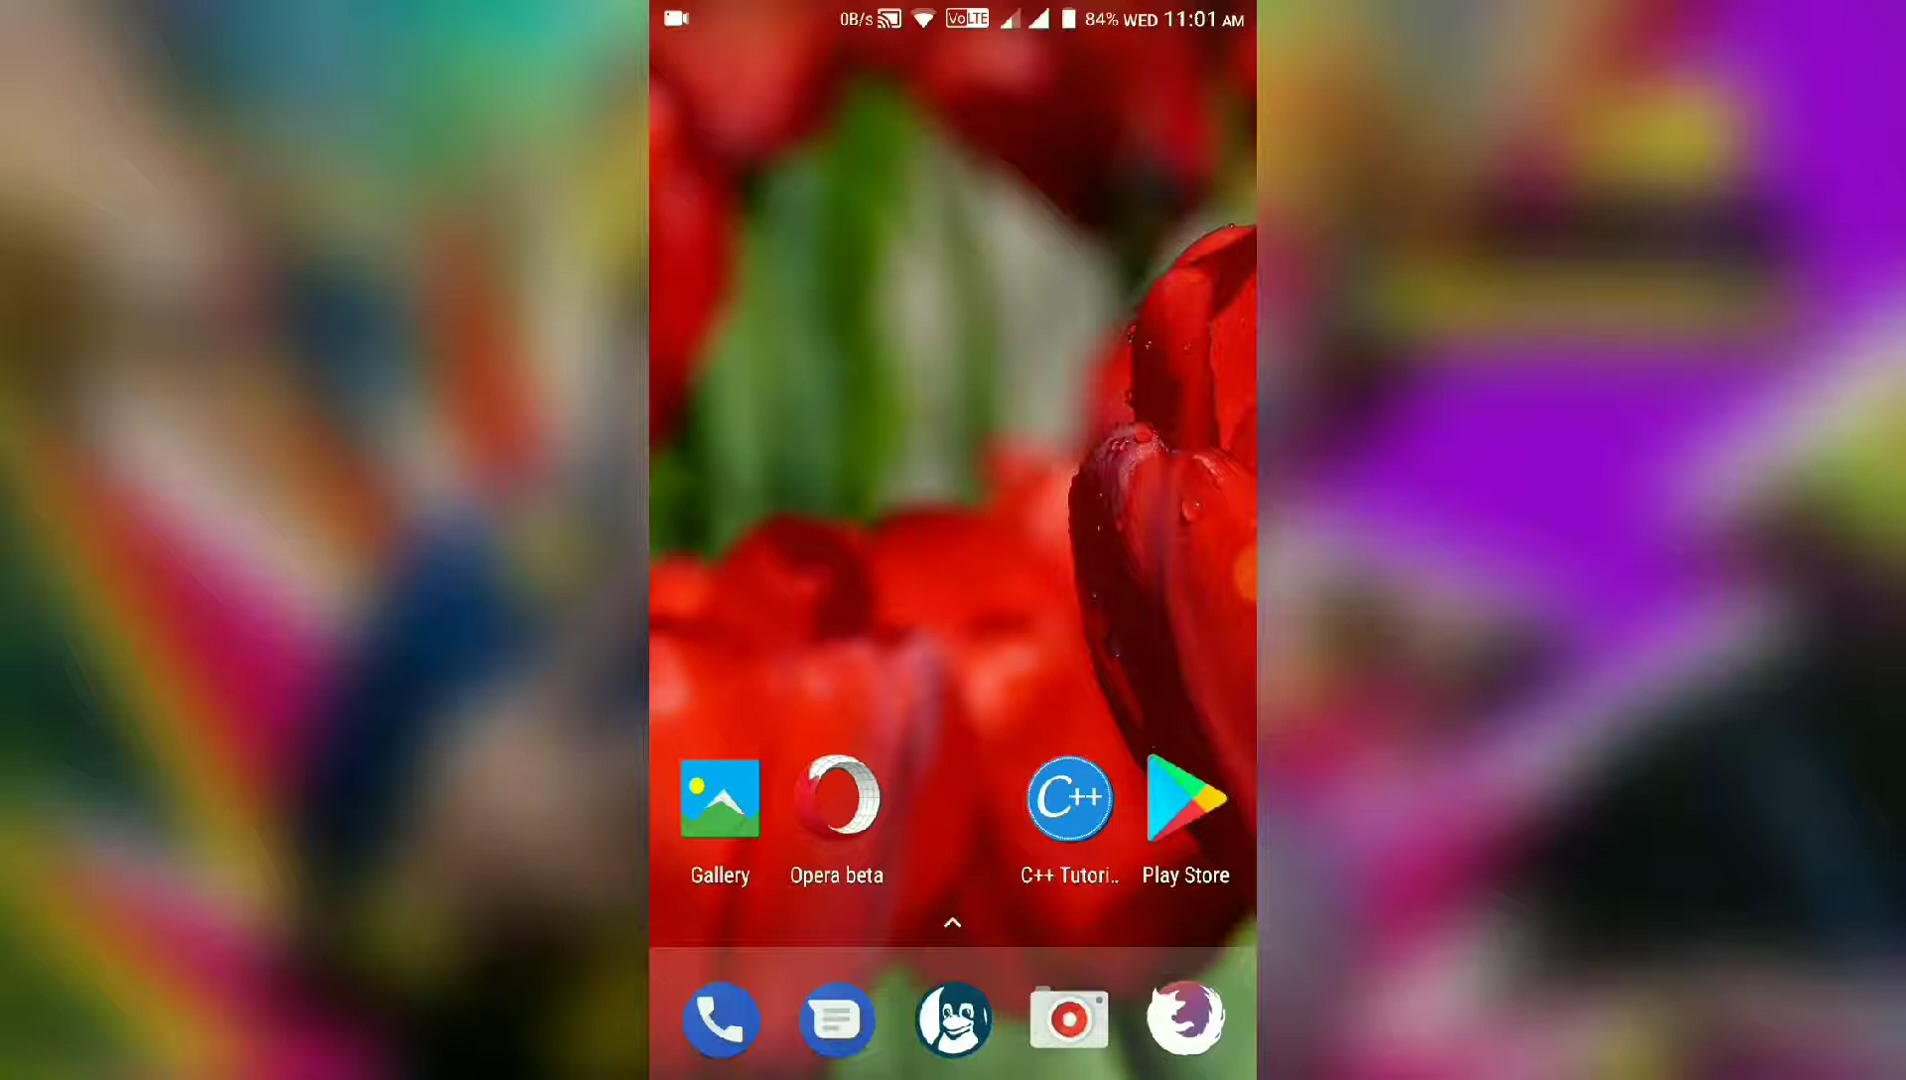 0B/s VoLTE 84% WED 11:01 AM
C++
Gallery Opera beta C++ Tutori.. Play Store